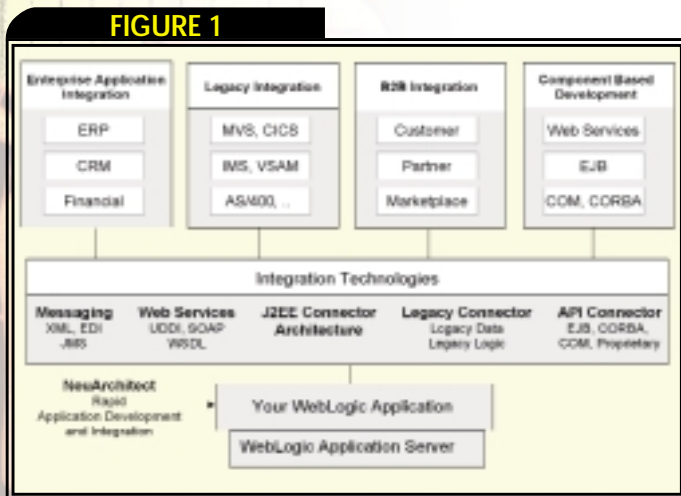 FIGURE 1
Enterprise Application
Integration
ERP
CRM
Financial
Legacy Integration
MVS, CICS
IMS, VSAM
AS/400, ..
B2B Integration
Customer
Partner
Marketplace
Component Based
Development
Web Services
EJB
COM, CORBA
Integration Technologies
Messaging
XML, EDI
JMS
Web Services
UDDI, SOAP
WSDL
J2EE Connector
Architecture
Legacy Connector
Legacy Data
Legacy Logic
API Connector
EJB, CORBA,
COM, Proprietary
NeuArchitect
Rapid
Application Development
and Integration
Your WebLogic Application
WebLogic Application Server